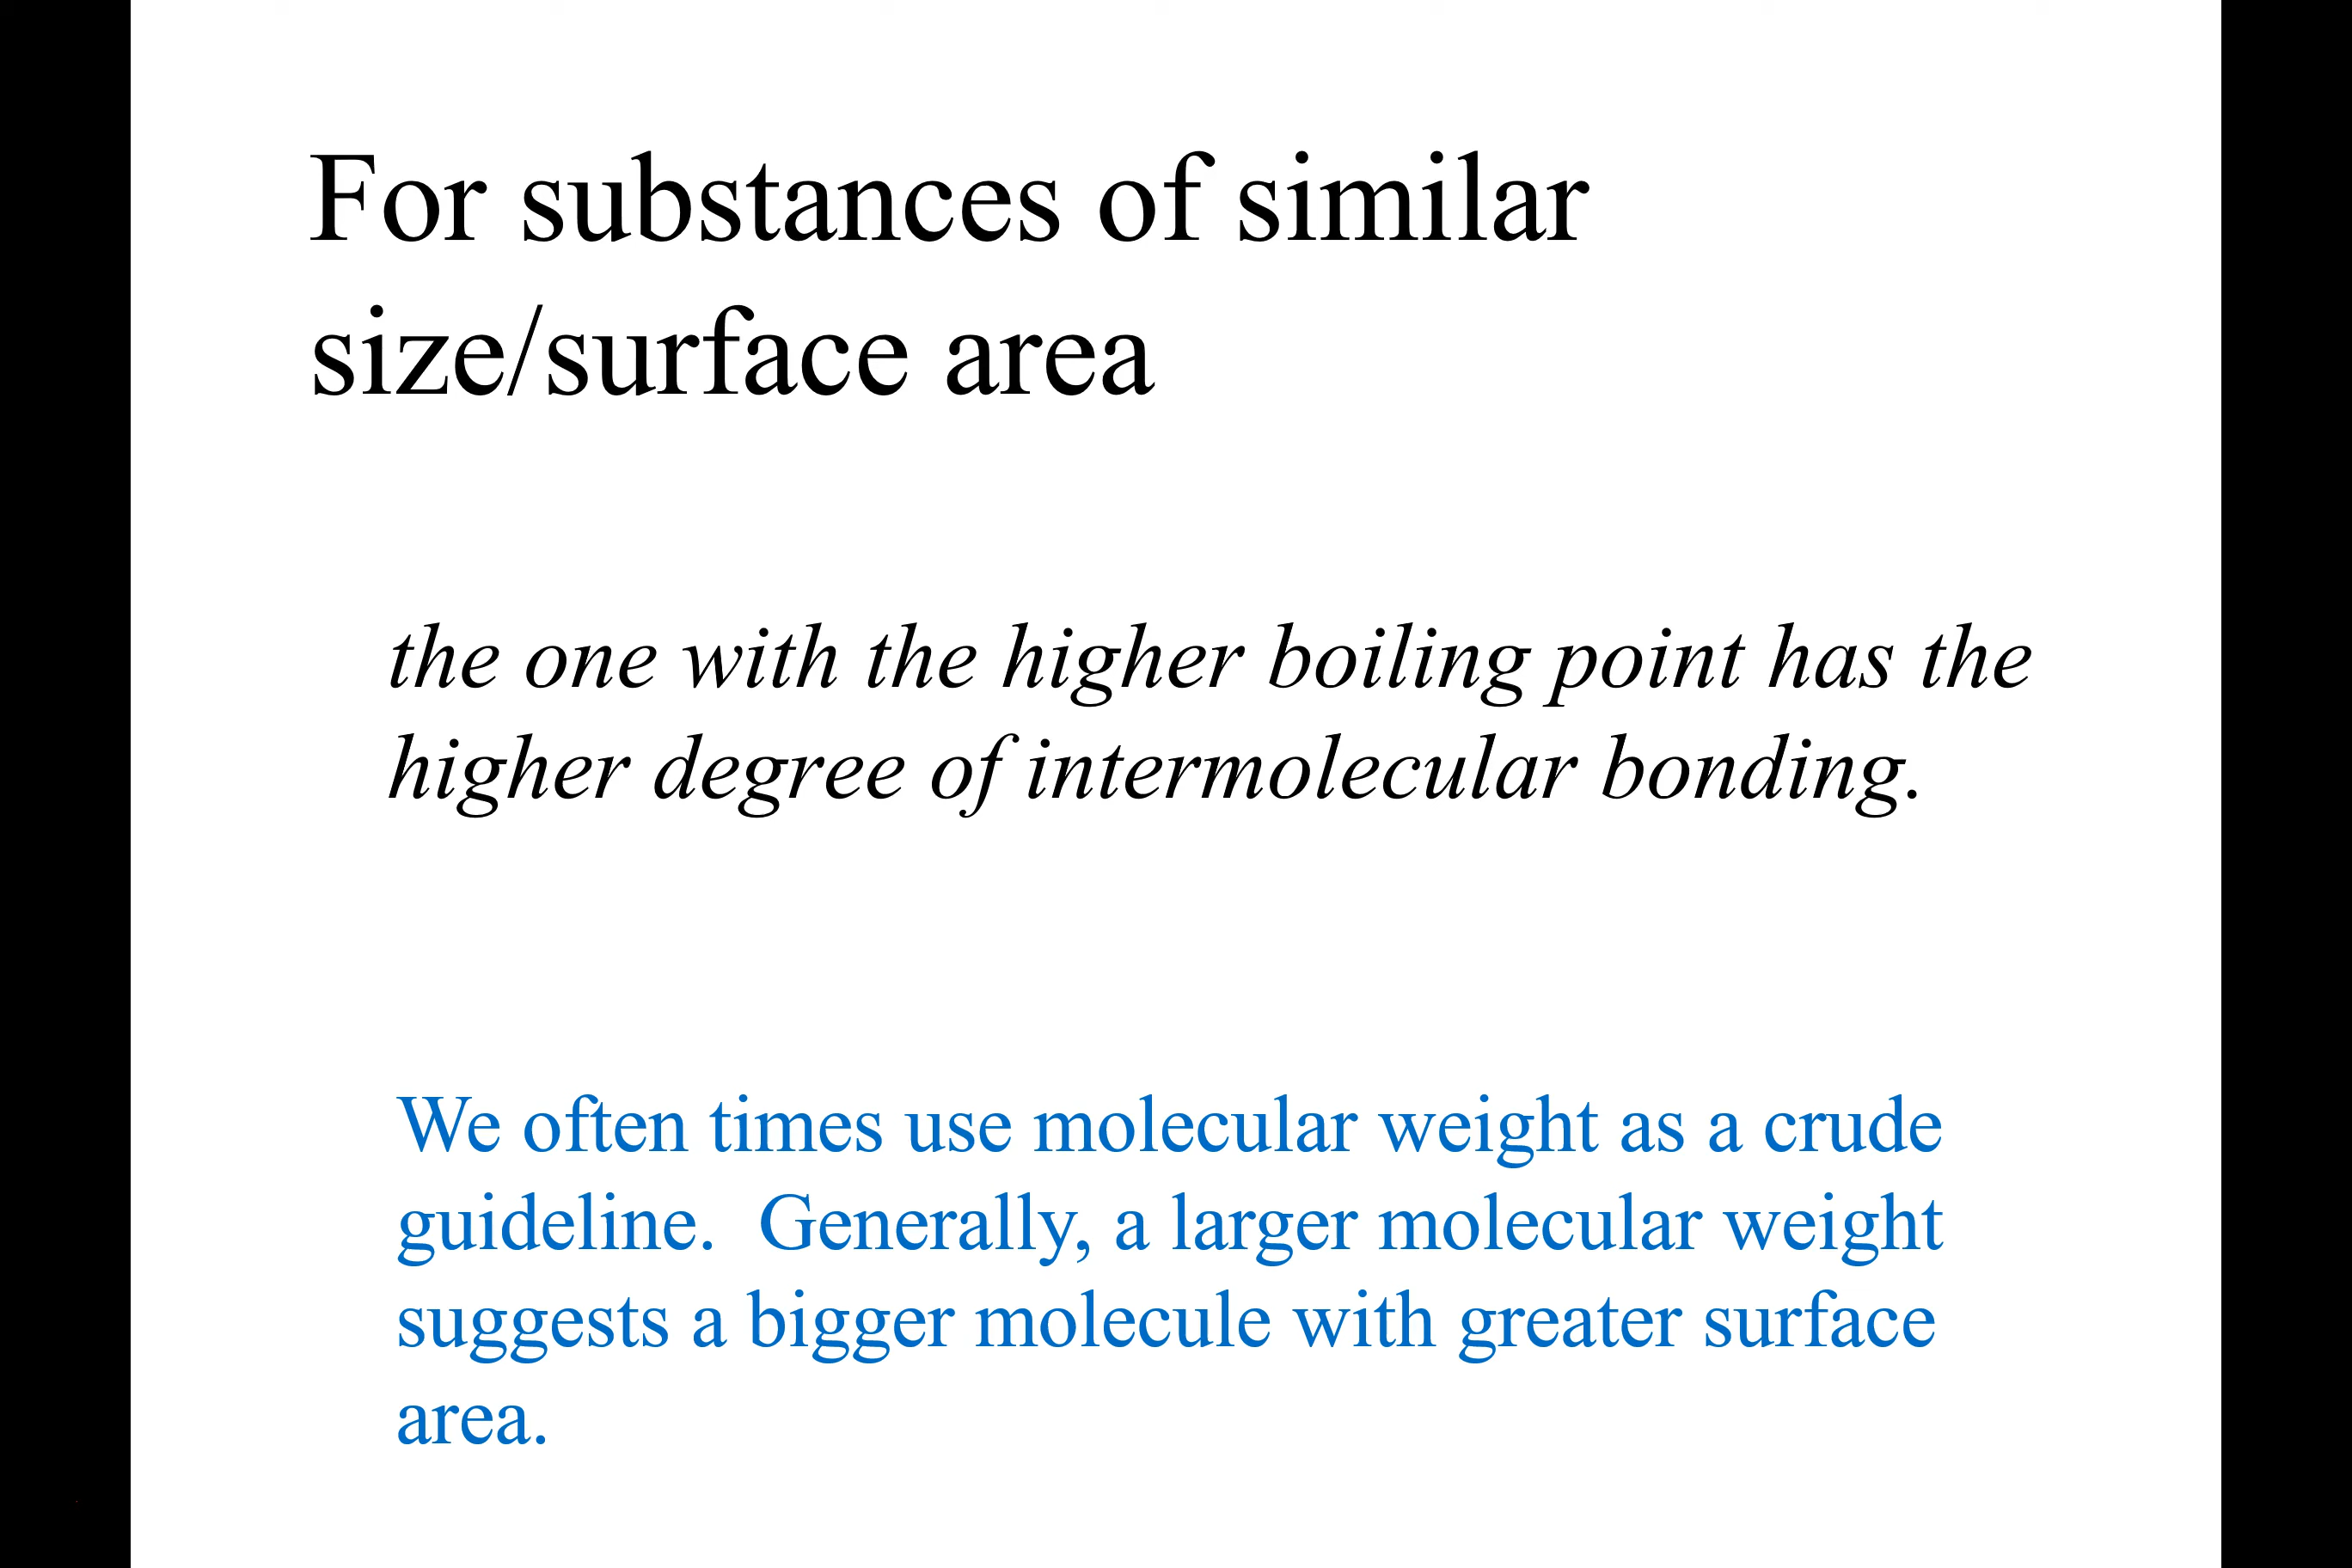 For substances of similar
size/surface area
the one with the higher boiling point has the
higher degree of intermolecular bonding.
We often times use molecular weight as a crude
guideline.  Generally, a larger molecular weight
suggests a bigger molecule with greater surface
area.